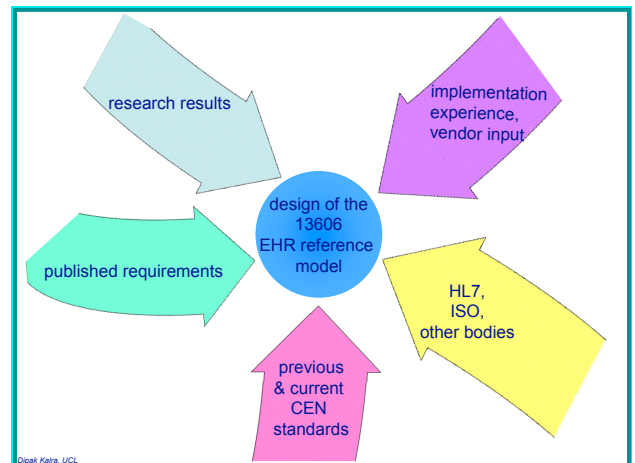 research results
implementation
experience,
vendor input
design of the
13606
EHR reference
model
published requirements
HL7,
ISO,
other bodies
previous
& current
CEN
standards
Dipak Kalra, UCL